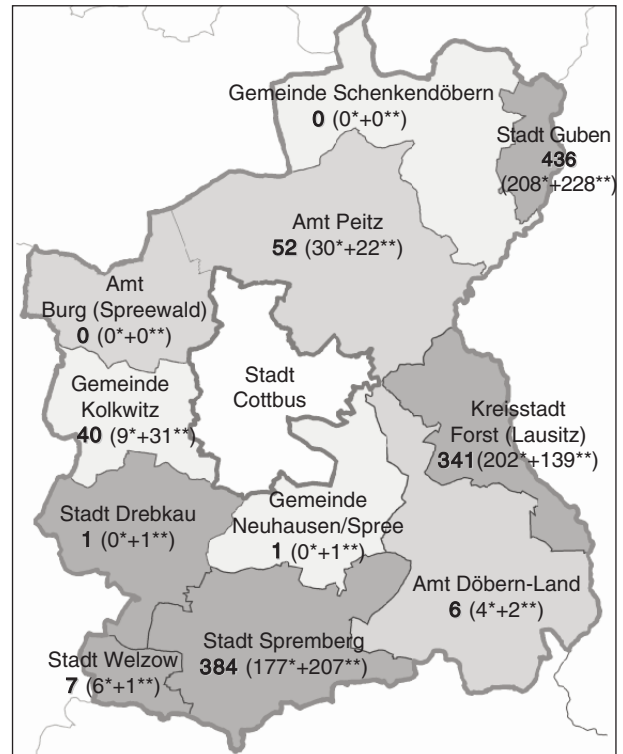 Gemeinde Schenkendöbern
0 (0*+0**)
Stadt Guben
436
(208*+228**)
Amt Peitz
52 (30*+22**)
Amt
Burg (Spreewald)
0 (0*+0**)
Stadt
Cottbus
Gemeinde
Kolkwitz
40 (9*+31**)
Kreisstadt
Forst (Lausitz)
341(202*+139**)
Stadt Drebkau
1 (0*+1**)
Gemeinde
Neuhausen/Spree
1 (0*+1**)
Amt Döbern-Land
6 (4*+2**)
Stadt Spremberg
384 (177*+207**)
Stadt Welzow
7 (6*+1**)